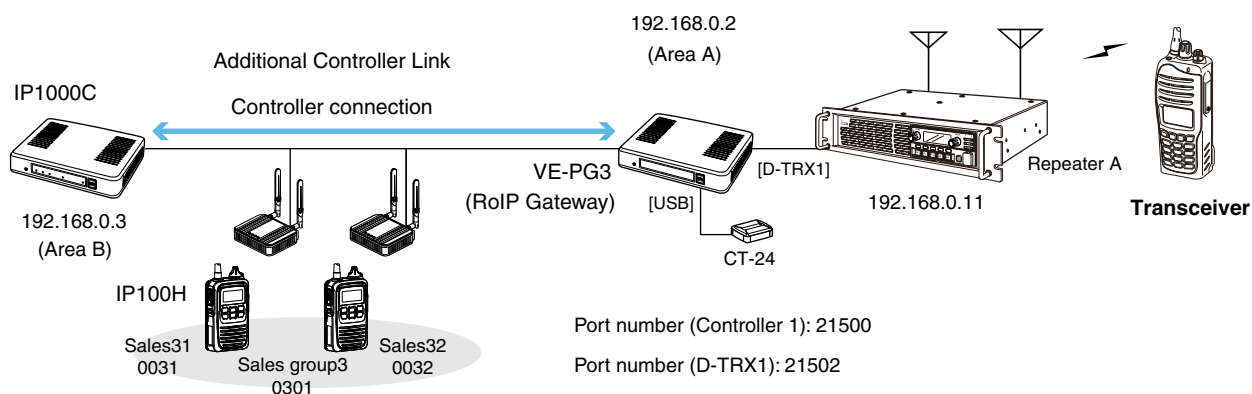 192.168.0.2
(Area A)
Additional Controller Link
IP1000C
Controller connection
VE-PG3
(RoIP Gateway)
[D-TRX1]
[USB]
Repeater A
192.168.0.11
Transceiver
192.168.0.3
(Area B)
CT-24
IP100H
Sales31
0031
Sales group3
0301
Sales32
0032
Port number (Controller 1): 21500
Port number (D-TRX1): 21502